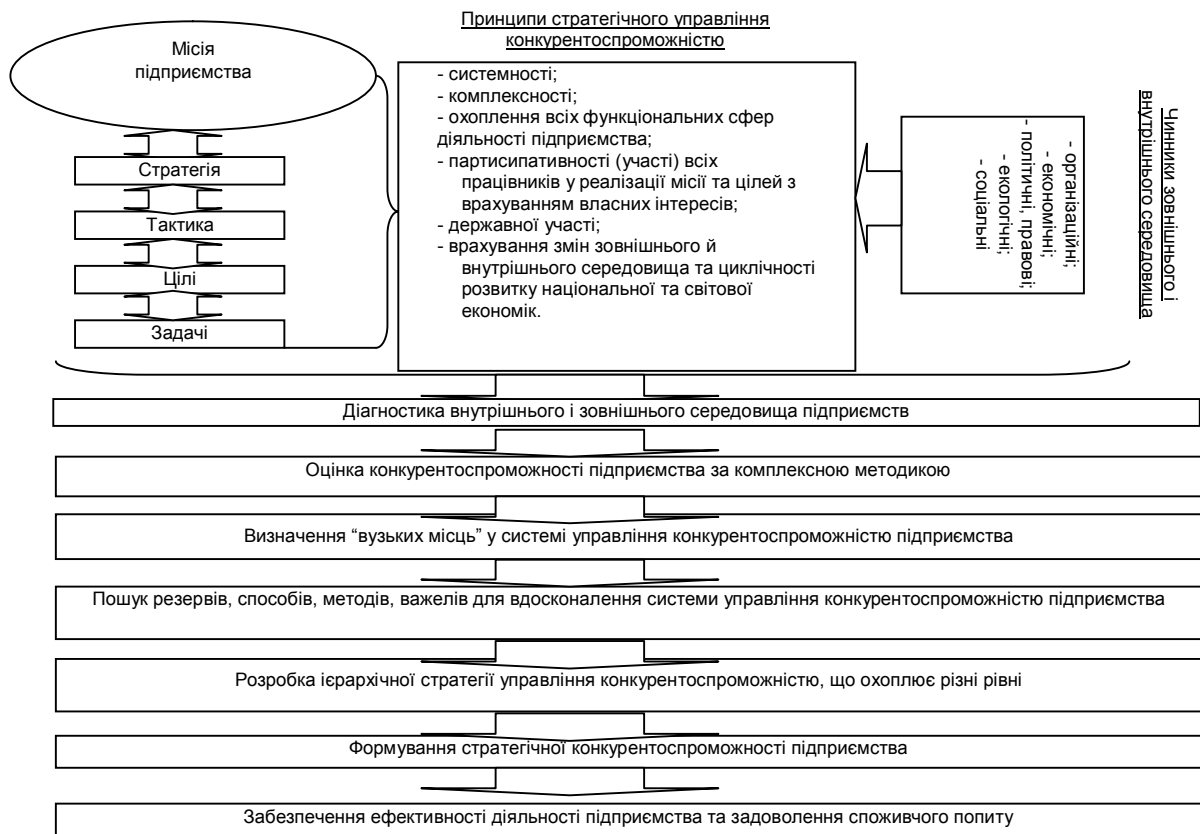 Принципи стратегічного управління
конкурентоспроможністю
Місія
підприємства
Стратегія
Тактика
Цілі
Задачі
- системності;
- комплексності;
- охоплення всіх функціональних сфер
діяльності підприємства;
- партисипативності (участі) всіх
працівників у реалізації місії та цілей з
врахуванням власних інтересів;
- державної участі;
- врахування змін зовнішнього й
внутрішнього середовища та циклічності
розвитку національної та світової
економік.
- організаційні;
- економічні;
- політичні, правові;
- екологічні;
- соціальні
Чинники зовнішнього і
внутрішнього середовища
Діагностика внутрішнього і зовнішнього середовища підприємств
Оцінка конкурентоспроможності підприємства за комплексною методикою
Визначення “вузьких місць” у системі управління конкурентоспроможністю підприємства
Пошук резервів, способів, методів, важелів для вдосконалення системи управління конкурентоспроможністю підприємства
Розробка ієрархічної стратегії управління конкурентоспроможністю, що охоплює різні рівні
Формування стратегічної конкурентоспроможності підприємства
Забезпечення ефективності діяльності підприємства та задоволення споживчого попиту